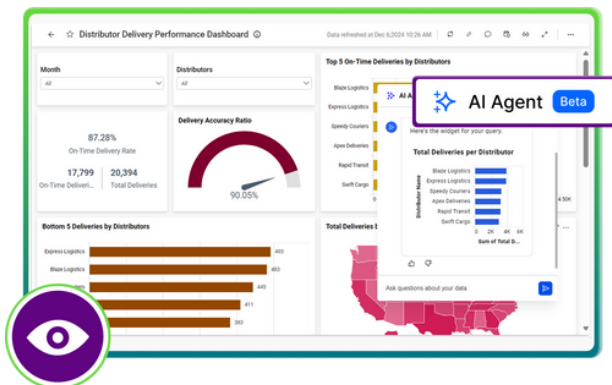 Distributor Delivery Performance Dashboard
Data refreshed at Dec 6,2024 10:26 AM
Month
All
Distributors
All
87.28%
On-Time Delivery Rate
17,799
On-Time Deliveri...
20,394
Total Deliveries
Delivery Accuracy Ratio
90.05%
Top 5 On-Time Deliveries by Distributors
Blaze Logistics
Express Logistics
Speedy Couriers
Apex Deliveries
Rapid Transit
Swift Cargo
0
4.50K
AI Agent
Beta
Here's the widget for your query.
Total Deliveries per Distributor
Distributor Name
Blaze Logistics
Express Logistics
Speedy Couriers
Apex Deliveries
Rapid Transit
Swift Cargo
0 2K 4K 6K
Sum of Total D...
Ask questions about your data
Bottom 5 Deliveries by Distributors
Express Logistics
493
Blaze Logistics
483
445
411
393
Total Deliveries